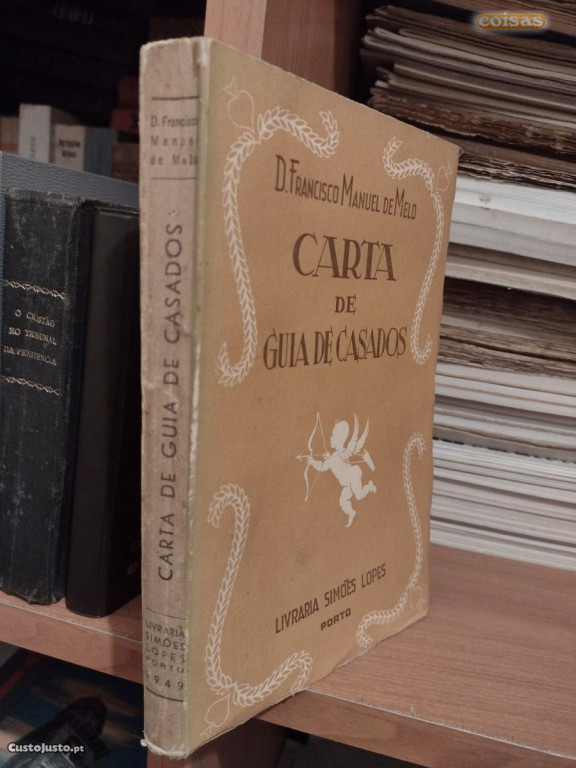 coisas
D. Francisco
Manuel
de Melo
CARTA DE GUIA DE CASADOS
LIVRARIA
SIMÕES
LOPES
PORTO
1949
D. FRANCISCO MANUEL DE MELO
CARTA
DE
GUIA DE CASADOS
LIVRARIA SIMÕES LOPES
PORTO
O CRISTÃO
NO TRIBUNAL
DA PENITENCIA
CustoJusto.pt